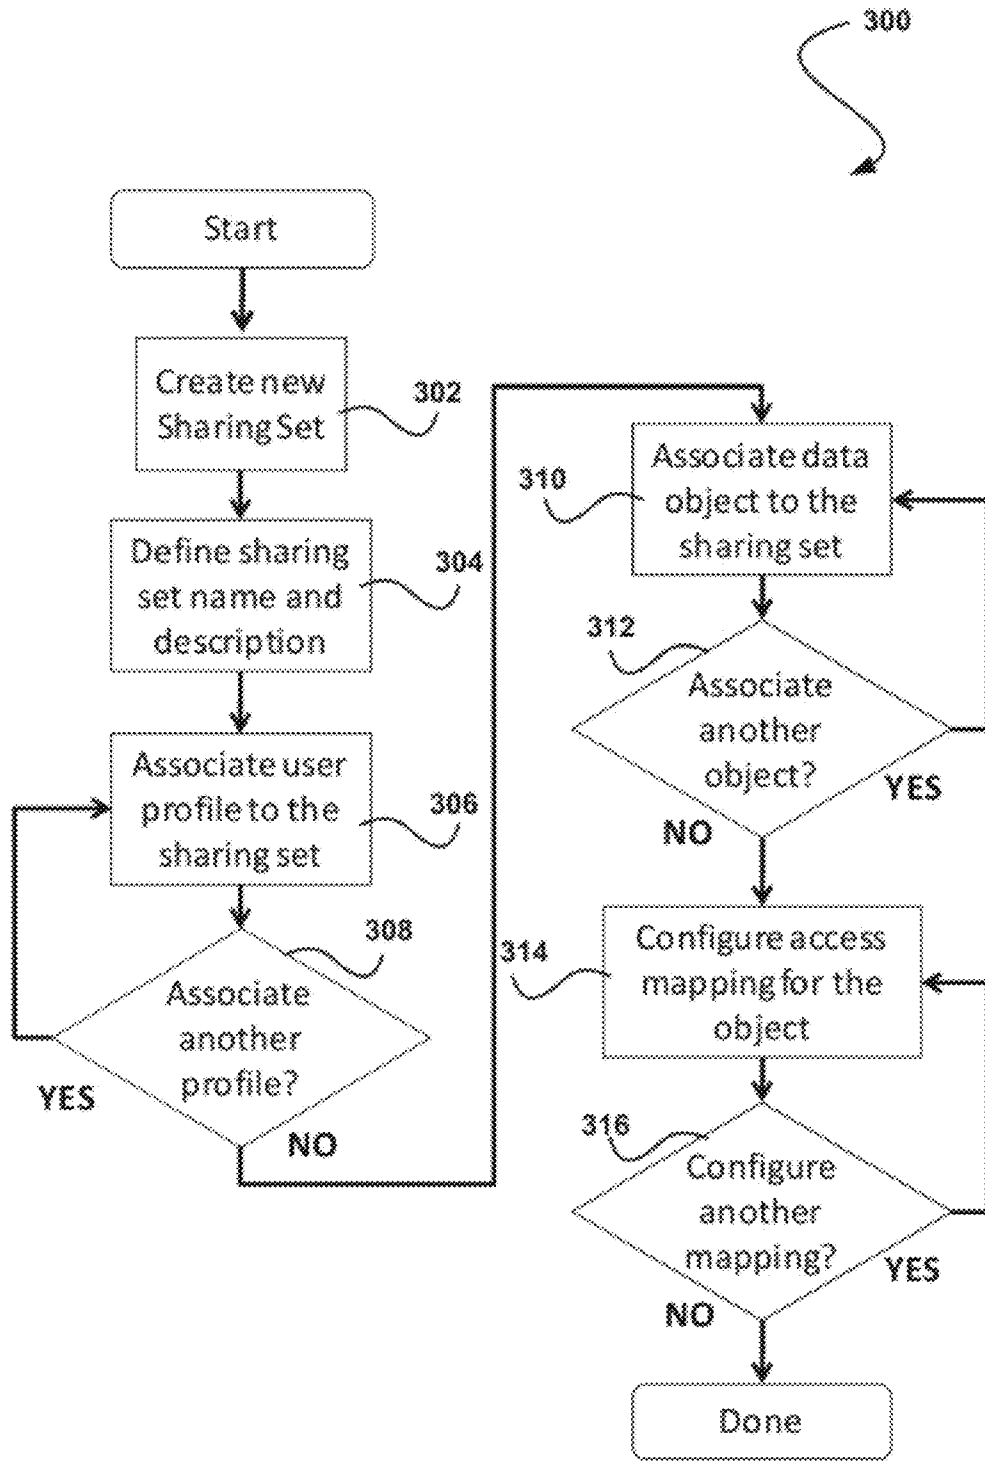 300
Start
Create new
Sharing Set
302
Define sharing
set name and
description
304
Associate user
profile to the
sharing set
306
308
Associate
another
profile?
YES
NO
310
Associate data
object to the
sharing set
312
Associate
another
object?
YES
NO
314
Configure access
mapping for the
object
316
Configure
another
mapping?
YES
NO
Done